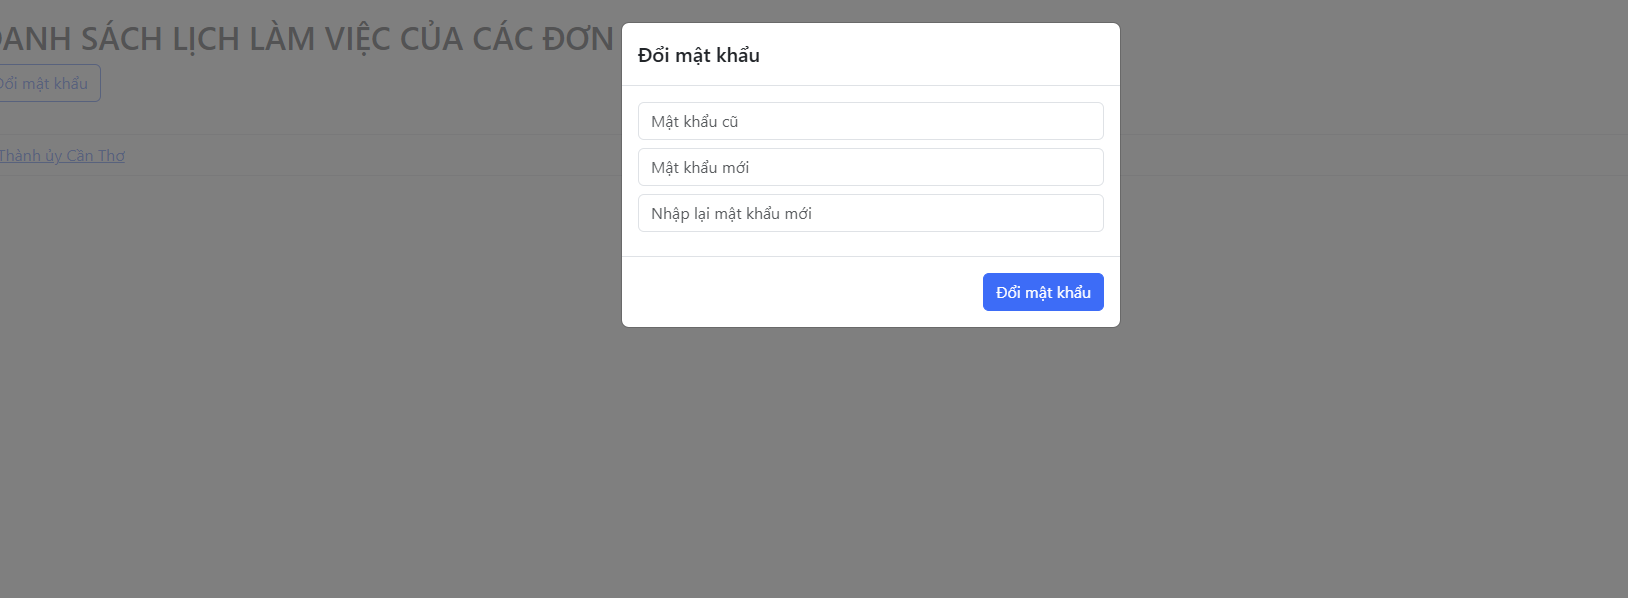 ANH SÁCH LỊCH LÀM VIỆC CỦA CÁC ĐƠN
Đổi mật khẩu
Thành ủy Cần Thơ
Đổi mật khẩu
Mật khẩu cũ
Mật khẩu mới
Nhập lại mật khẩu mới
Đổi mật khẩu